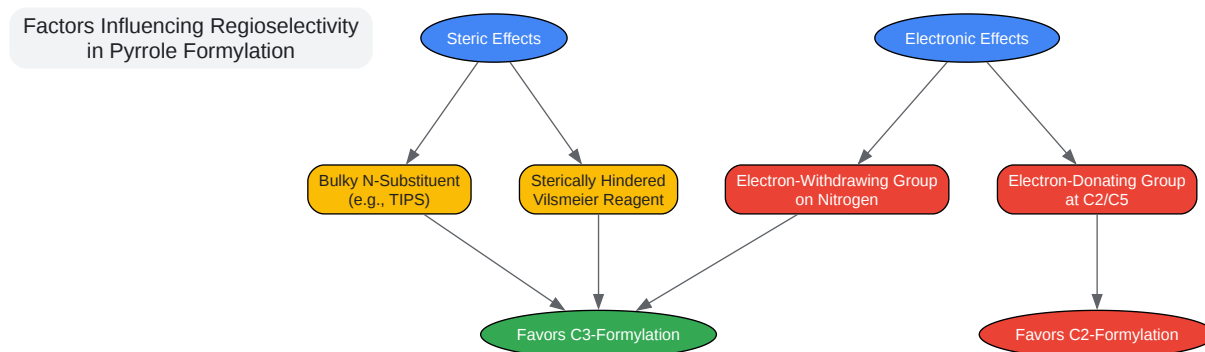 Factors Influencing Regioselectivity
in Pyrrole Formylation
Steric Effects
Electronic Effects
Bulky N-Substituent
(e.g., TIPS)
Sterically Hindered
Vilsmeier Reagent
Electron-Withdrawing Group
on Nitrogen
Electron-Donating Group
at C2/C5
Favors C3-Formylation
Favors C2-Formylation